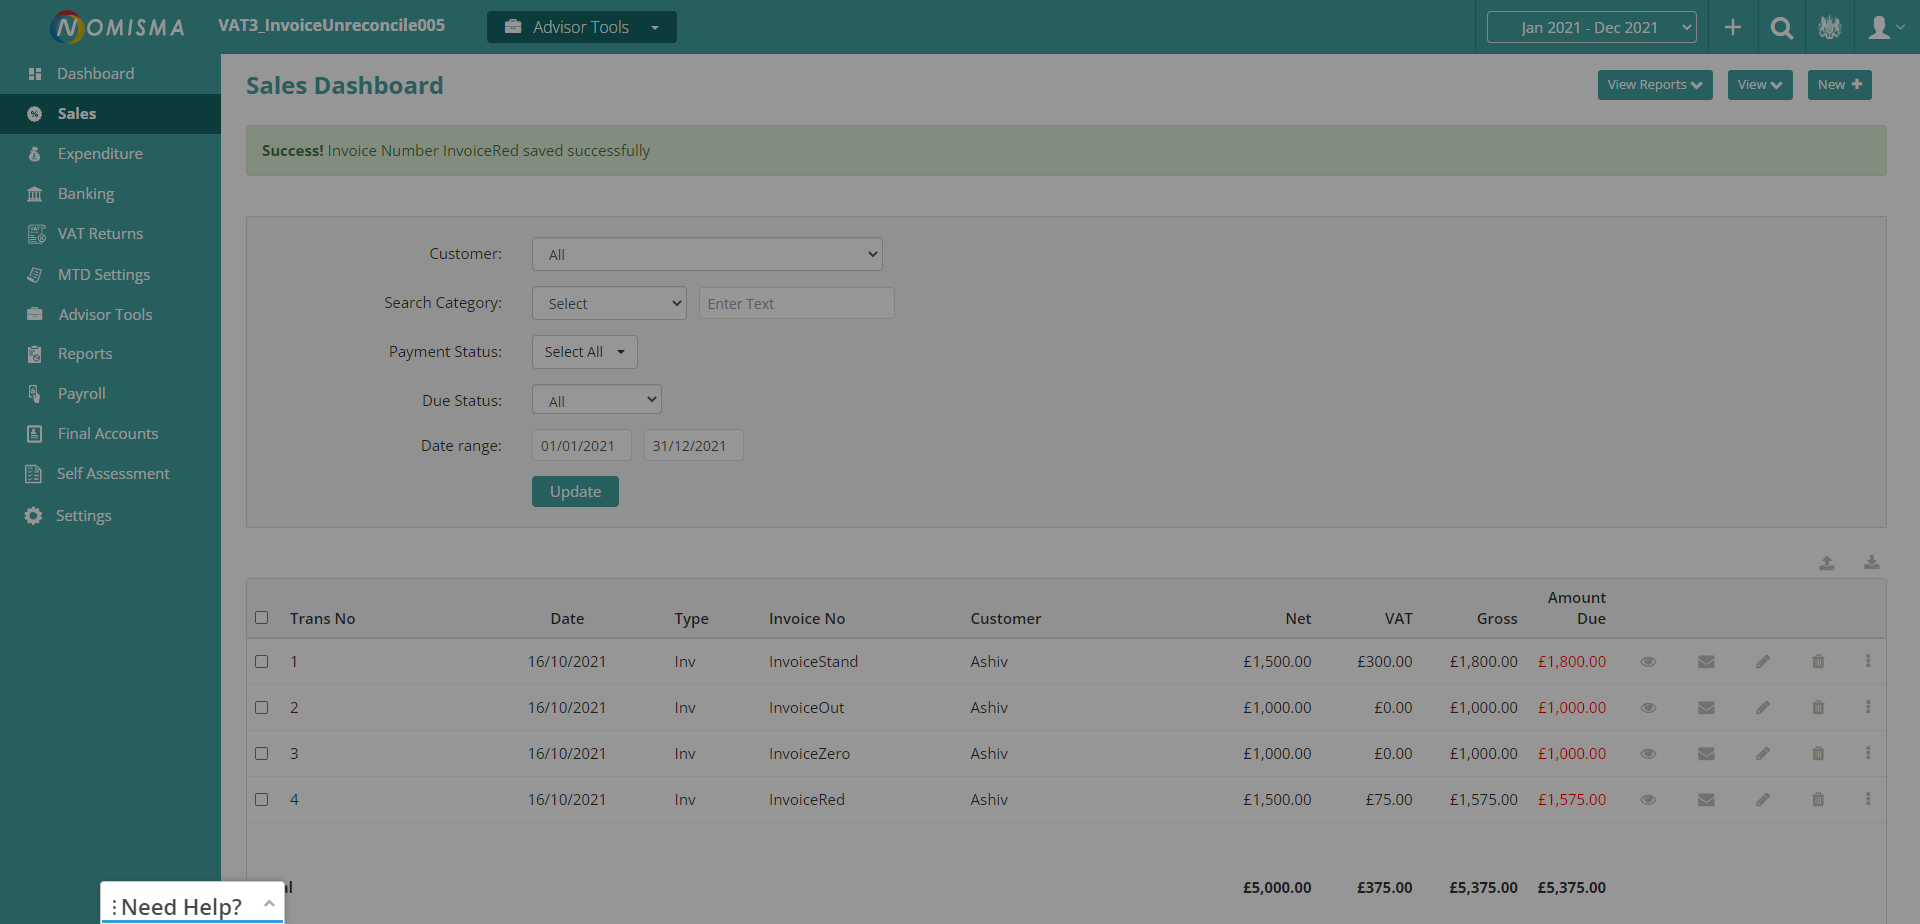 NOMISMA
VAT3_InvoiceUnreconcile005
Advisor Tools
Jan 2021 - Dec 2021
Dashboard
Sales
Expenditure
Banking
VAT Returns
MTD Settings
Advisor Tools
Reports
Payroll
Final Accounts
Self Assessment
Settings
Sales Dashboard
View Reports
View
New
Success! Invoice Number InvoiceRed saved successfully
Customer: All
Search Category: Select Enter Text
Payment Status: Select All
Due Status: All
Date range: 01/01/2021 31/12/2021
Update
Trans No Date Type Invoice No Customer Net VAT Gross Amount Due
1 16/10/2021 Inv InvoiceStand Ashiv £1,500.00 £300.00 £1,800.00 £1,800.00
2 16/10/2021 Inv InvoiceOut Ashiv £1,000.00 £0.00 £1,000.00 £1,000.00
3 16/10/2021 Inv InvoiceZero Ashiv £1,000.00 £0.00 £1,000.00 £1,000.00
4 16/10/2021 Inv InvoiceRed Ashiv £1,500.00 £75.00 £1,575.00 £1,575.00
£5,000.00 £375.00 £5,375.00 £5,375.00
Need Help?